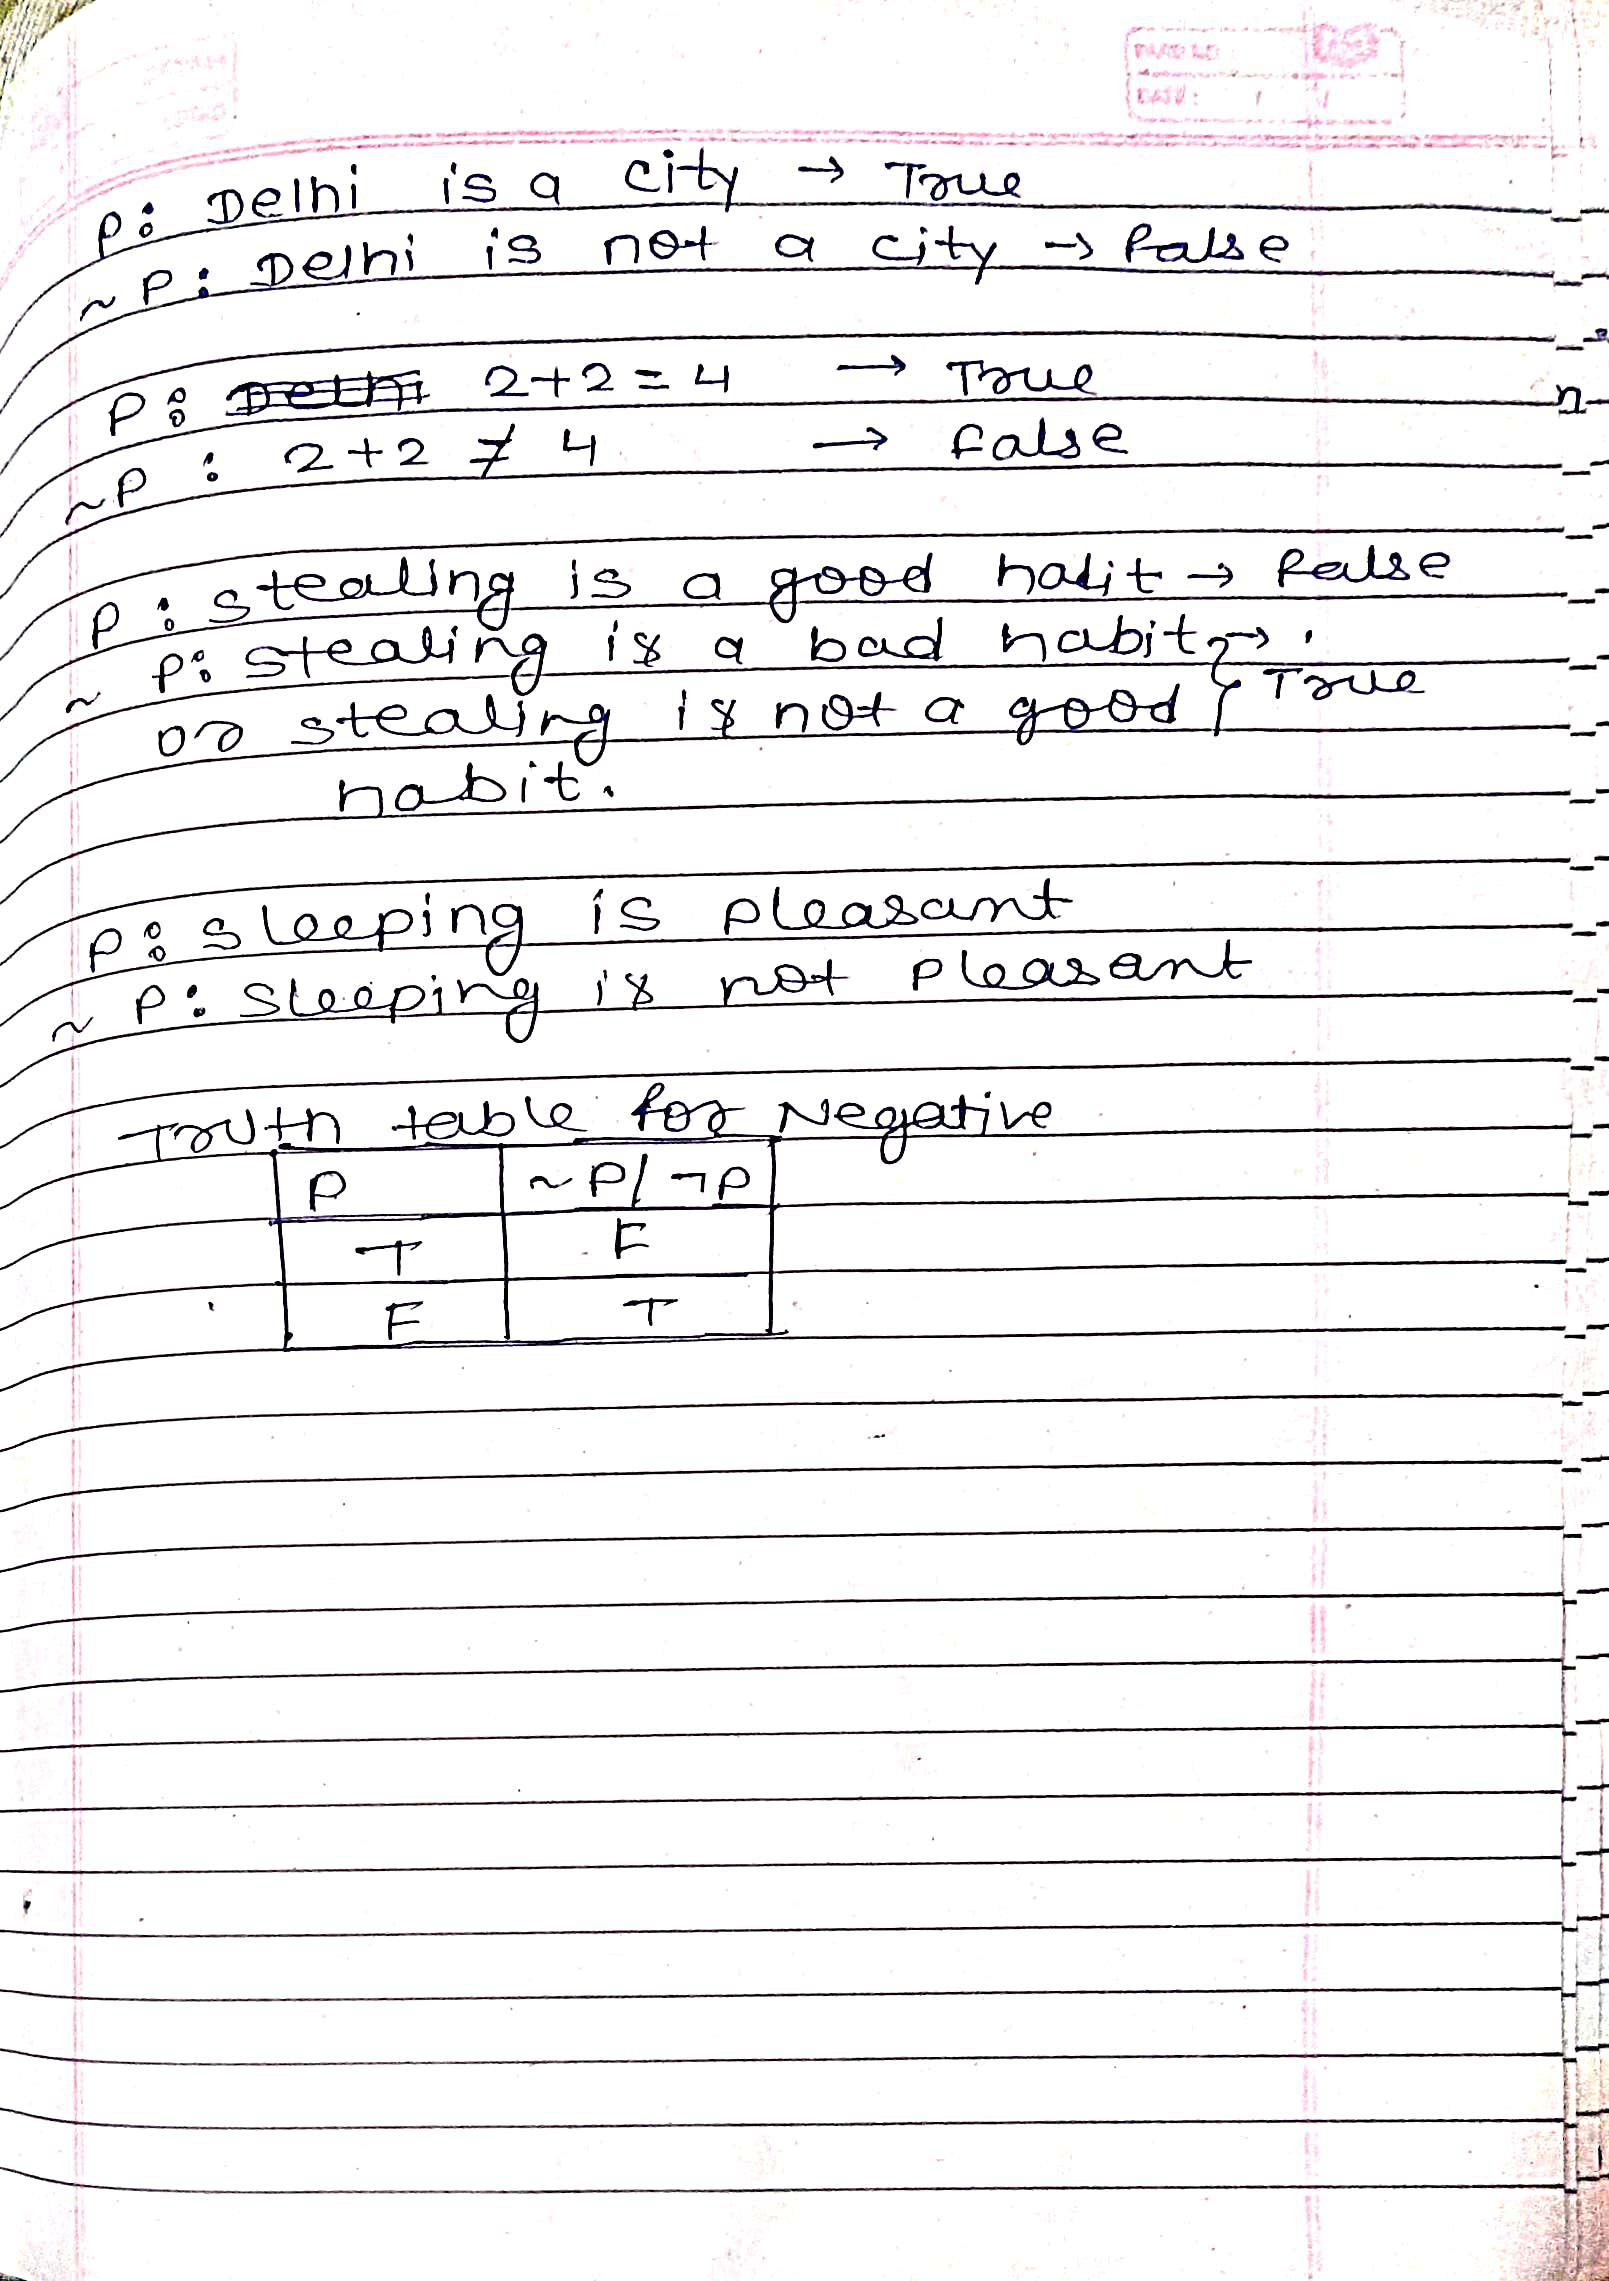 PAGE NO
DATE: / /
P: Delhi is a city → True
~P: Delhi is not a city → false
P: 2+2=4 → True
~P : 2+2 ≠ 4 → false
P: stealing is a good habit → false
~ P: stealing is a bad habit →
or stealing is not a good } True
habit.
P: sleeping is pleasant
~ P: sleeping is not pleasant
Truth table for Negative
P ~P/¬P
T F
F T